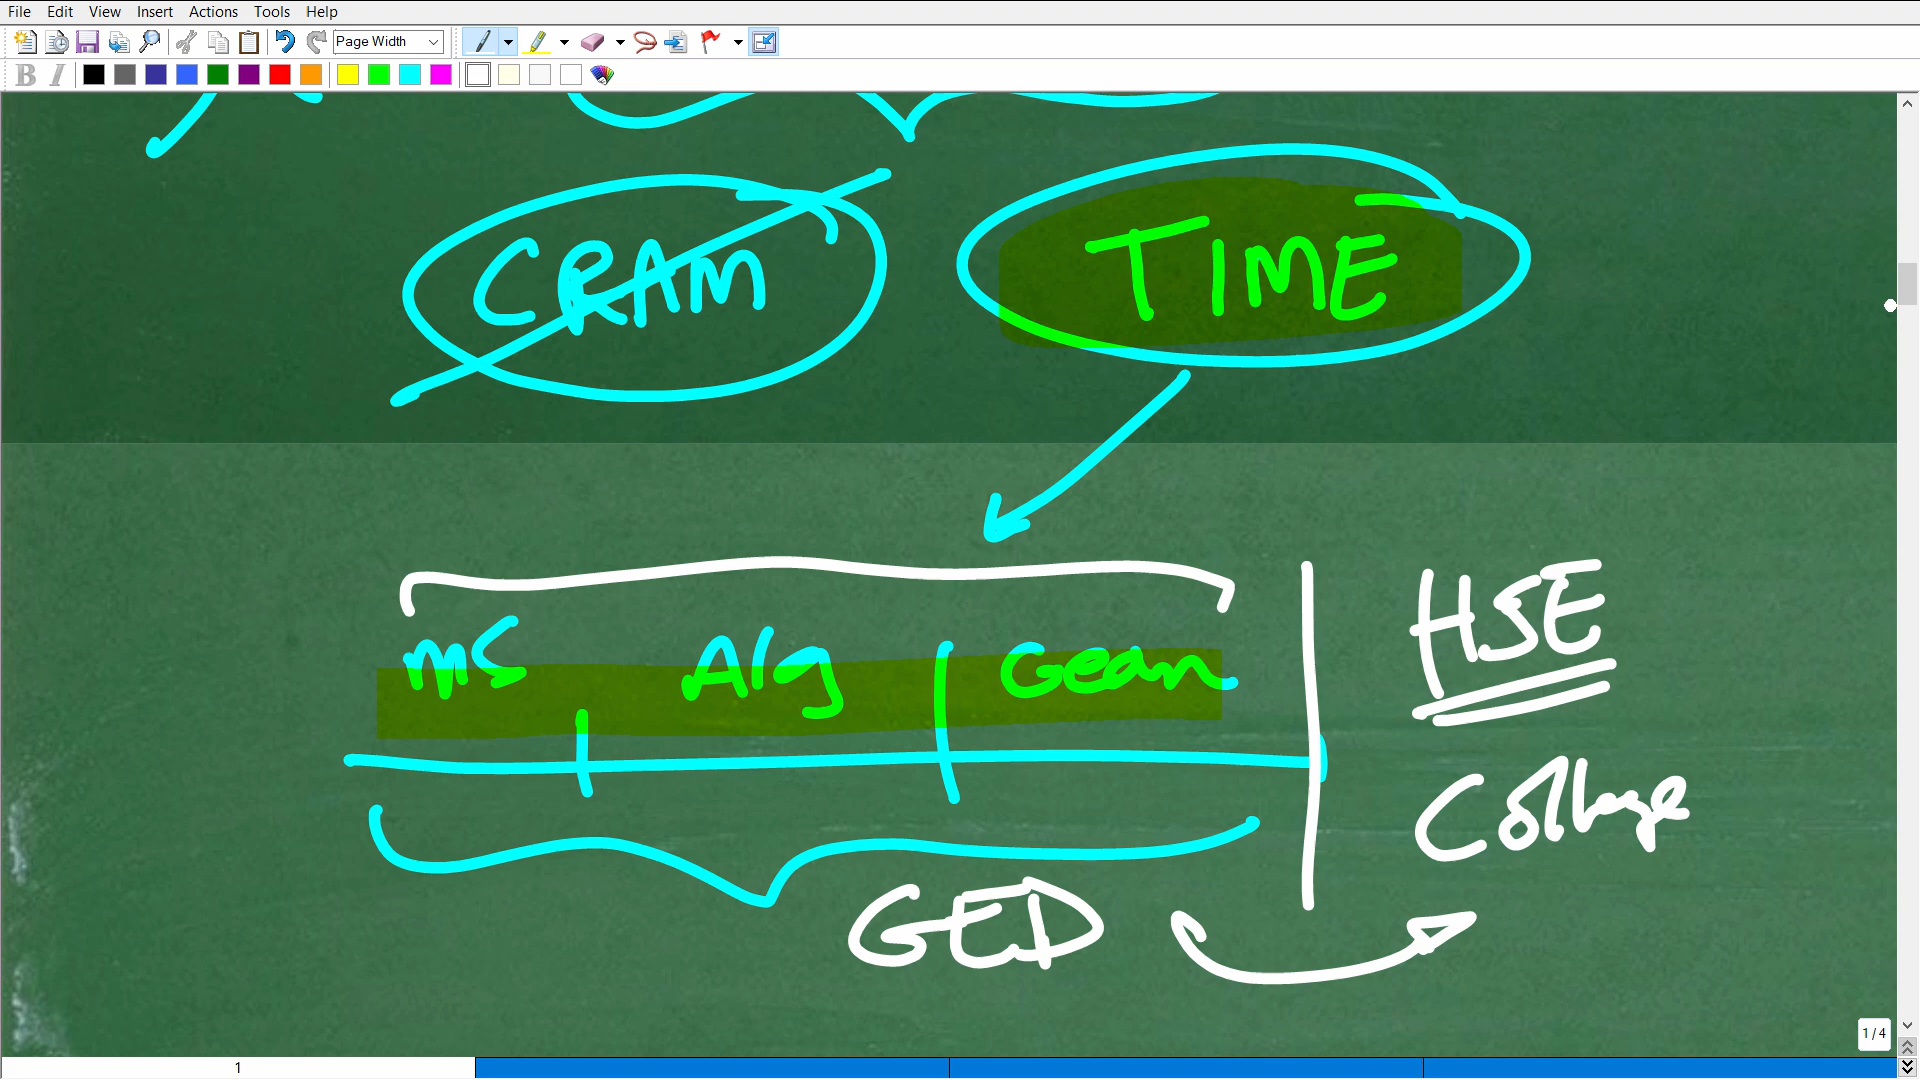 File Edit View Insert Actions Tools Help
Page Width
B I
CRAM TIME
MS Alg Geom
HSE
College
GED
1 / 4
1